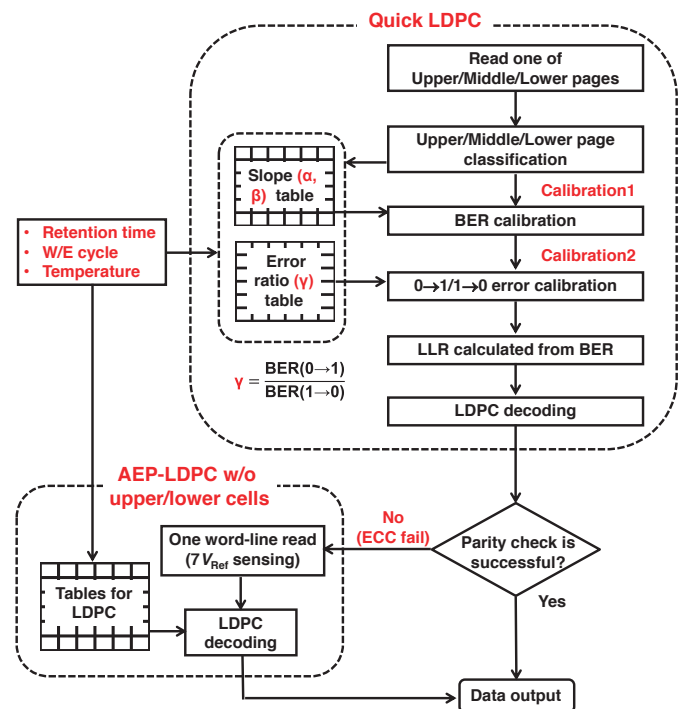 Quick LDPC
Read one of
Upper/Middle/Lower pages
Upper/Middle/Lower page
classification
Slope (α,
β) table
Calibration1
BER calibration
• Retention time
• W/E cycle
• Temperature
Calibration2
Error
ratio (γ)
table
0→1/1→0 error calibration
LLR calculated from BER
γ = BER(0→1)
BER(1→0)
LDPC decoding
AEP-LDPC w/o
upper/lower cells
No
(ECC fail)
One word-line read
(7 VRef sensing)
Parity check is
successful?
Tables for
LDPC
Yes
LDPC
decoding
Data output